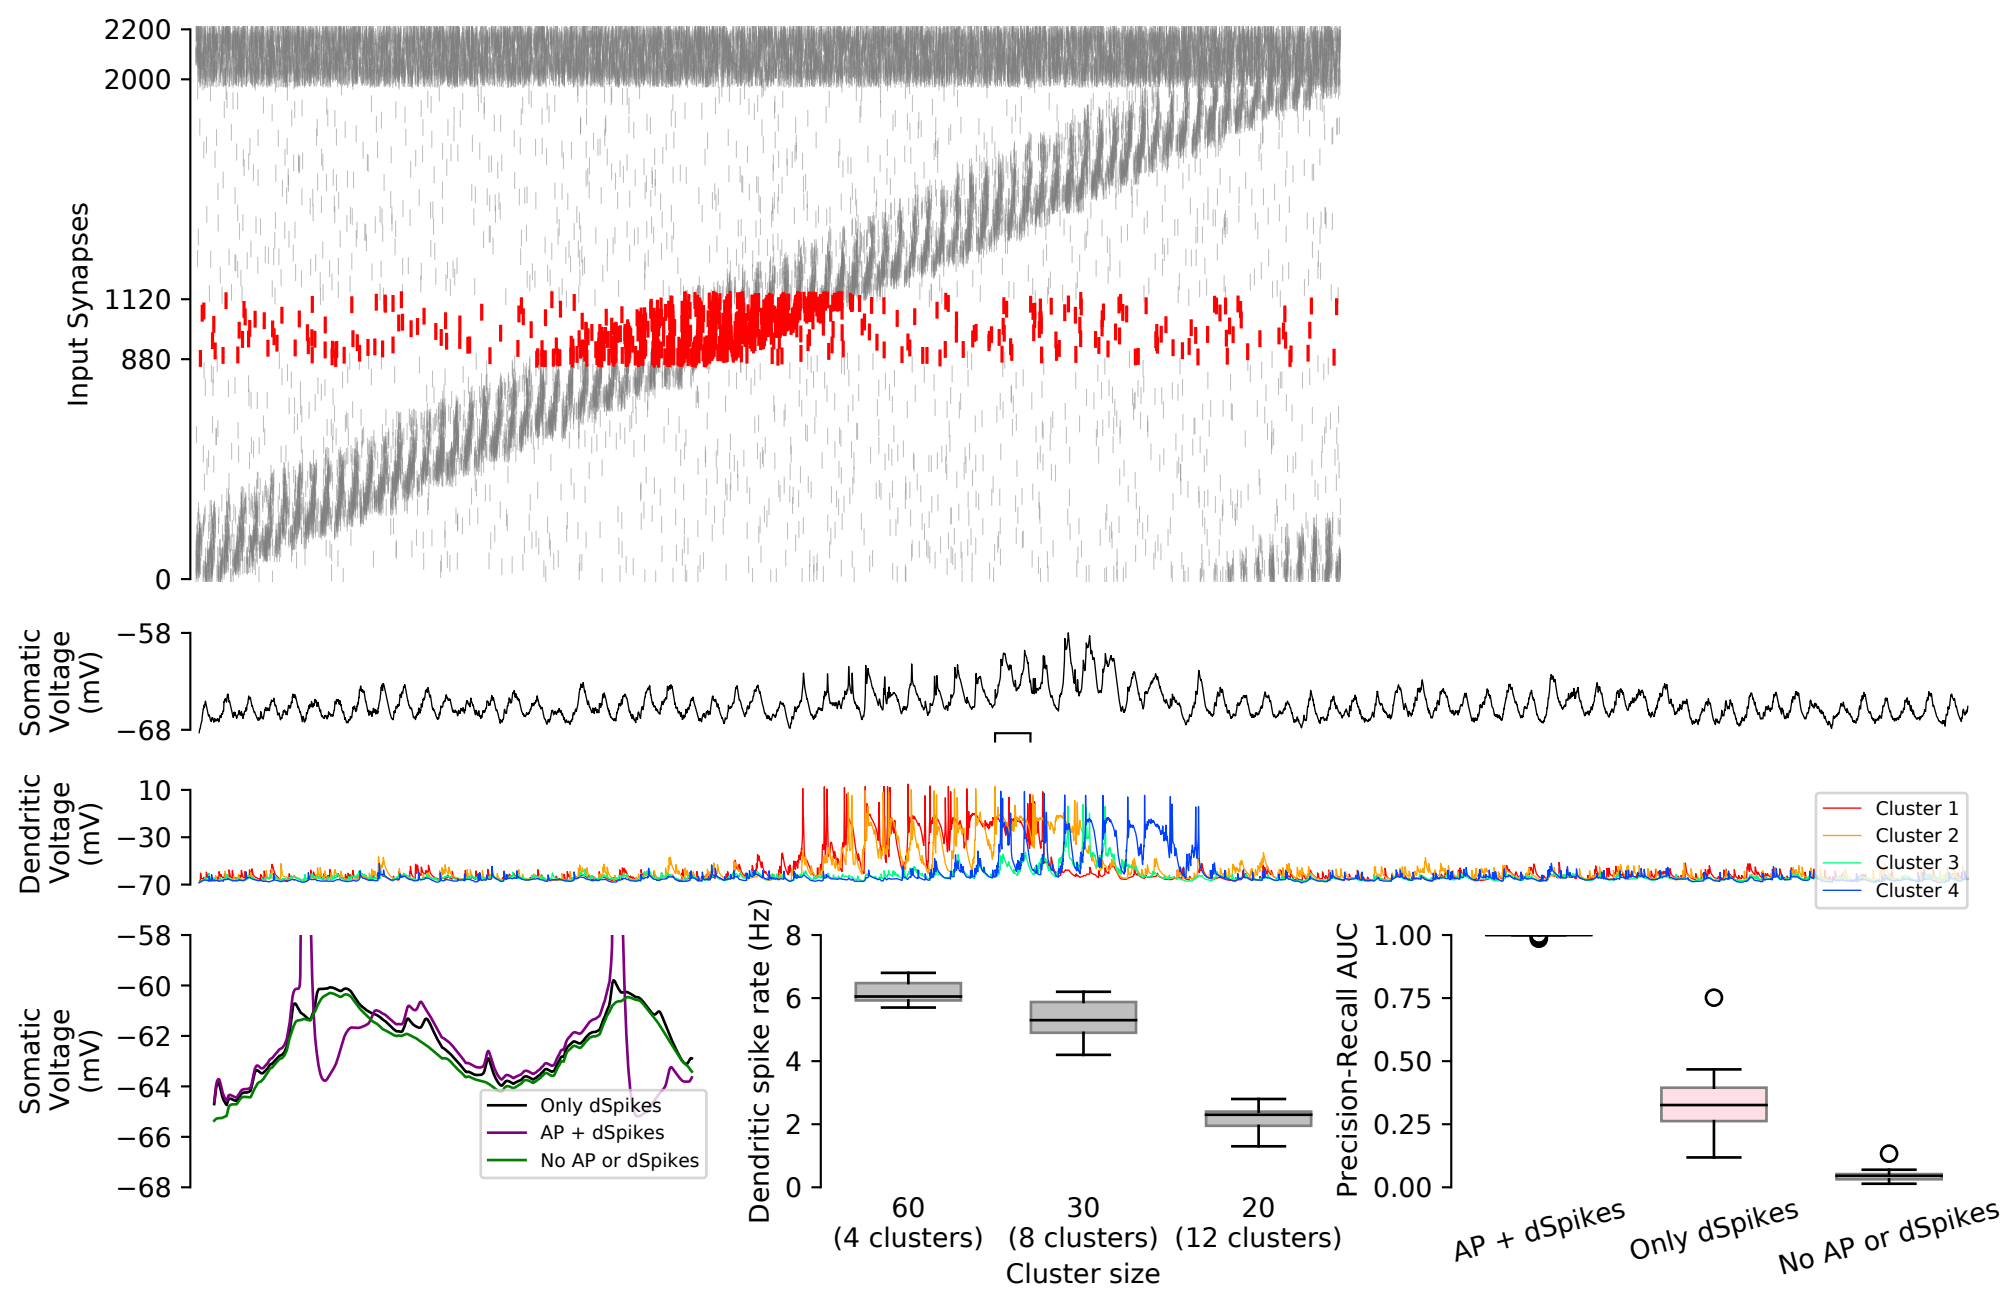 2200
2000
1120
880
0
Input Synapses
−58
−68
Somatic
Voltage
(mV)
10
−30
−70
Dendritic
Voltage
(mV)
Cluster 1
Cluster 2
Cluster 3
Cluster 4
−58
−60
−62
−64
−66
−68
Somatic
Voltage
(mV)
Only dSpikes
AP + dSpikes
No AP or dSpikes
Dendritic spike rate (Hz)
8
6
4
2
0
60
(4 clusters)
30
(8 clusters)
20
(12 clusters)
Cluster size
Precision-Recall AUC
1.00
0.75
0.50
0.25
0.00
AP + dSpikes
Only dSpikes
No AP or dSpikes